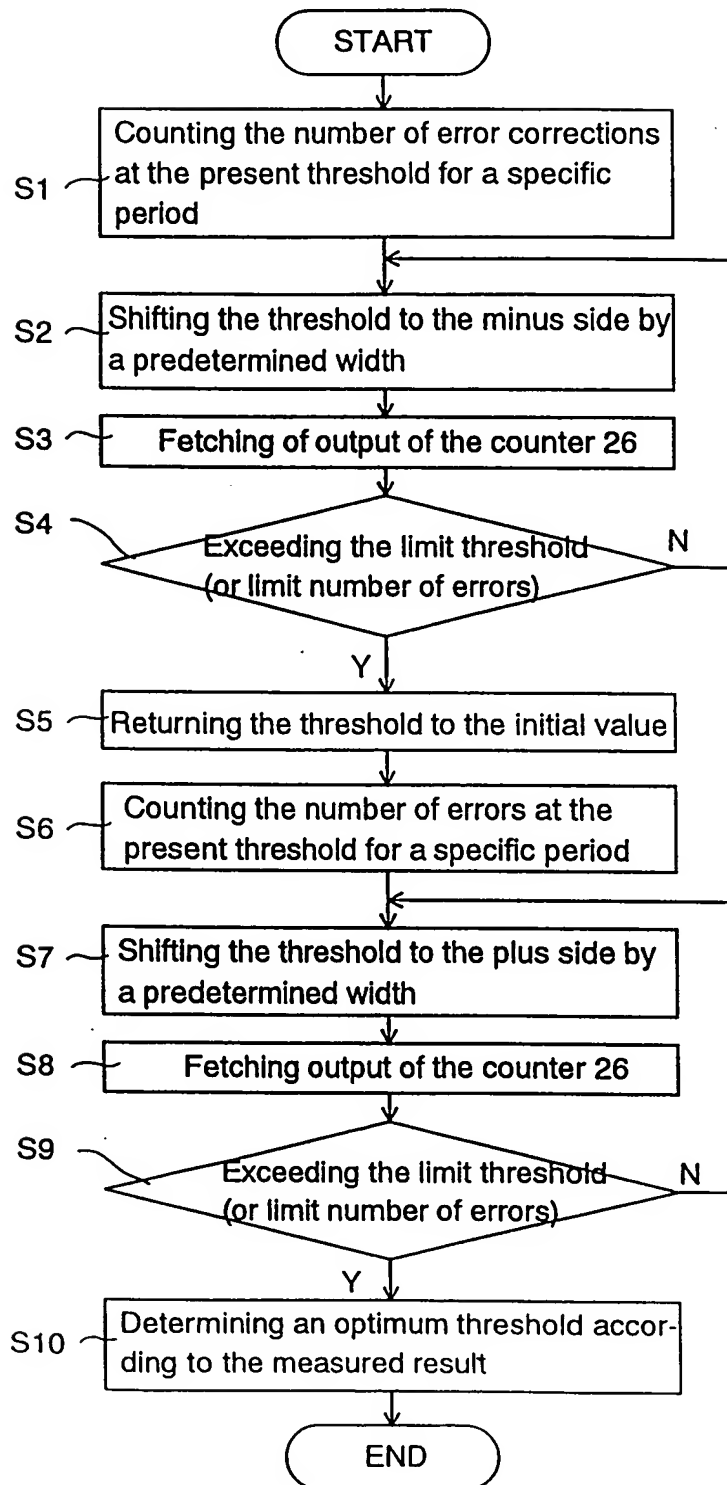 START
S1
Counting the number of error corrections
at the present threshold for a specific
period
S2
Shifting the threshold to the minus side by
a predetermined width
S3
Fetching of output of the counter 26
S4
Exceeding the limit threshold
(or limit number of errors)
N
Y
S5
Returning the threshold to the initial value
S6
Counting the number of errors at the
present threshold for a specific period
S7
Shifting the threshold to the plus side by
a predetermined width
S8
Fetching output of the counter 26
S9
Exceeding the limit threshold
(or limit number of errors)
N
Y
S10
Determining an optimum threshold accor-
ding to the measured result
END